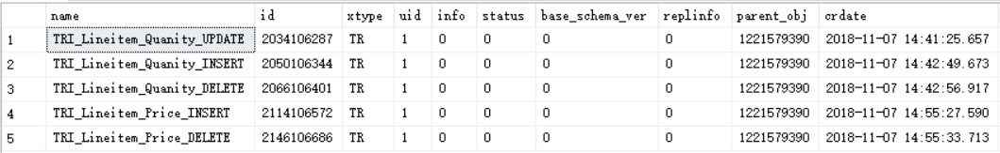 name id xtype uid info status base_schema_ver replinfo parent_obj crdate
1 TRI_Lineitem_Quanity_UPDATE 2034106287 TR 1 0 0 0 0 1221579390 2018-11-07 14:41:25.657
2 TRI_Lineitem_Quanity_INSERT 2050106344 TR 1 0 0 0 0 1221579390 2018-11-07 14:42:49.673
3 TRI_Lineitem_Quanity_DELETE 2066106401 TR 1 0 0 0 0 1221579390 2018-11-07 14:42:56.917
4 TRI_Lineitem_Price_INSERT 2114106572 TR 1 0 0 0 0 1221579390 2018-11-07 14:55:27.590
5 TRI_Lineitem_Price_DELETE 2146106686 TR 1 0 0 0 0 1221579390 2018-11-07 14:55:33.713